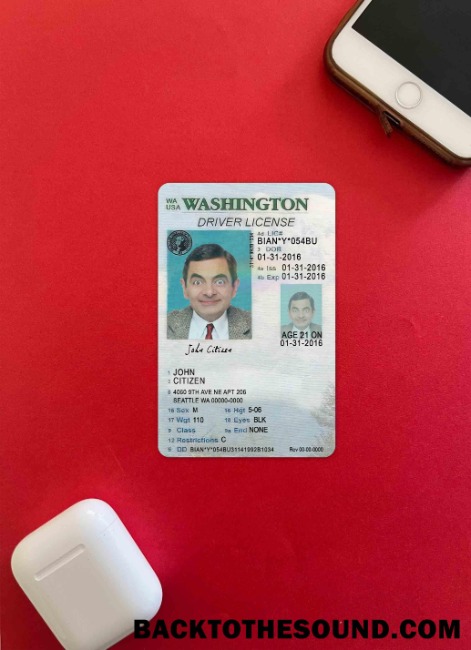 WA
USA
WASHINGTON
DRIVER LICENSE
4d LIC#
BIAN*Y*054BU
3 DOB
01-31-2016
4a Iss 01-31-2016
4b Exp 01-31-2016
AGE 21 ON
01-31-2016
John Citizen
1 JOHN
2 CITIZEN
8 4060 9TH AVE NE APT 206
SEATTLE WA 00000-0000
15 Sex M 16 Hgt 5-06
17 Wgt 110 18 Eyes BLK
9 Class 9a End NONE
12 Restrictions C
5 DD BIAN*Y*054BU31141992B1034 Rev 00-00-0000
BACKTOTHESOUND.COM